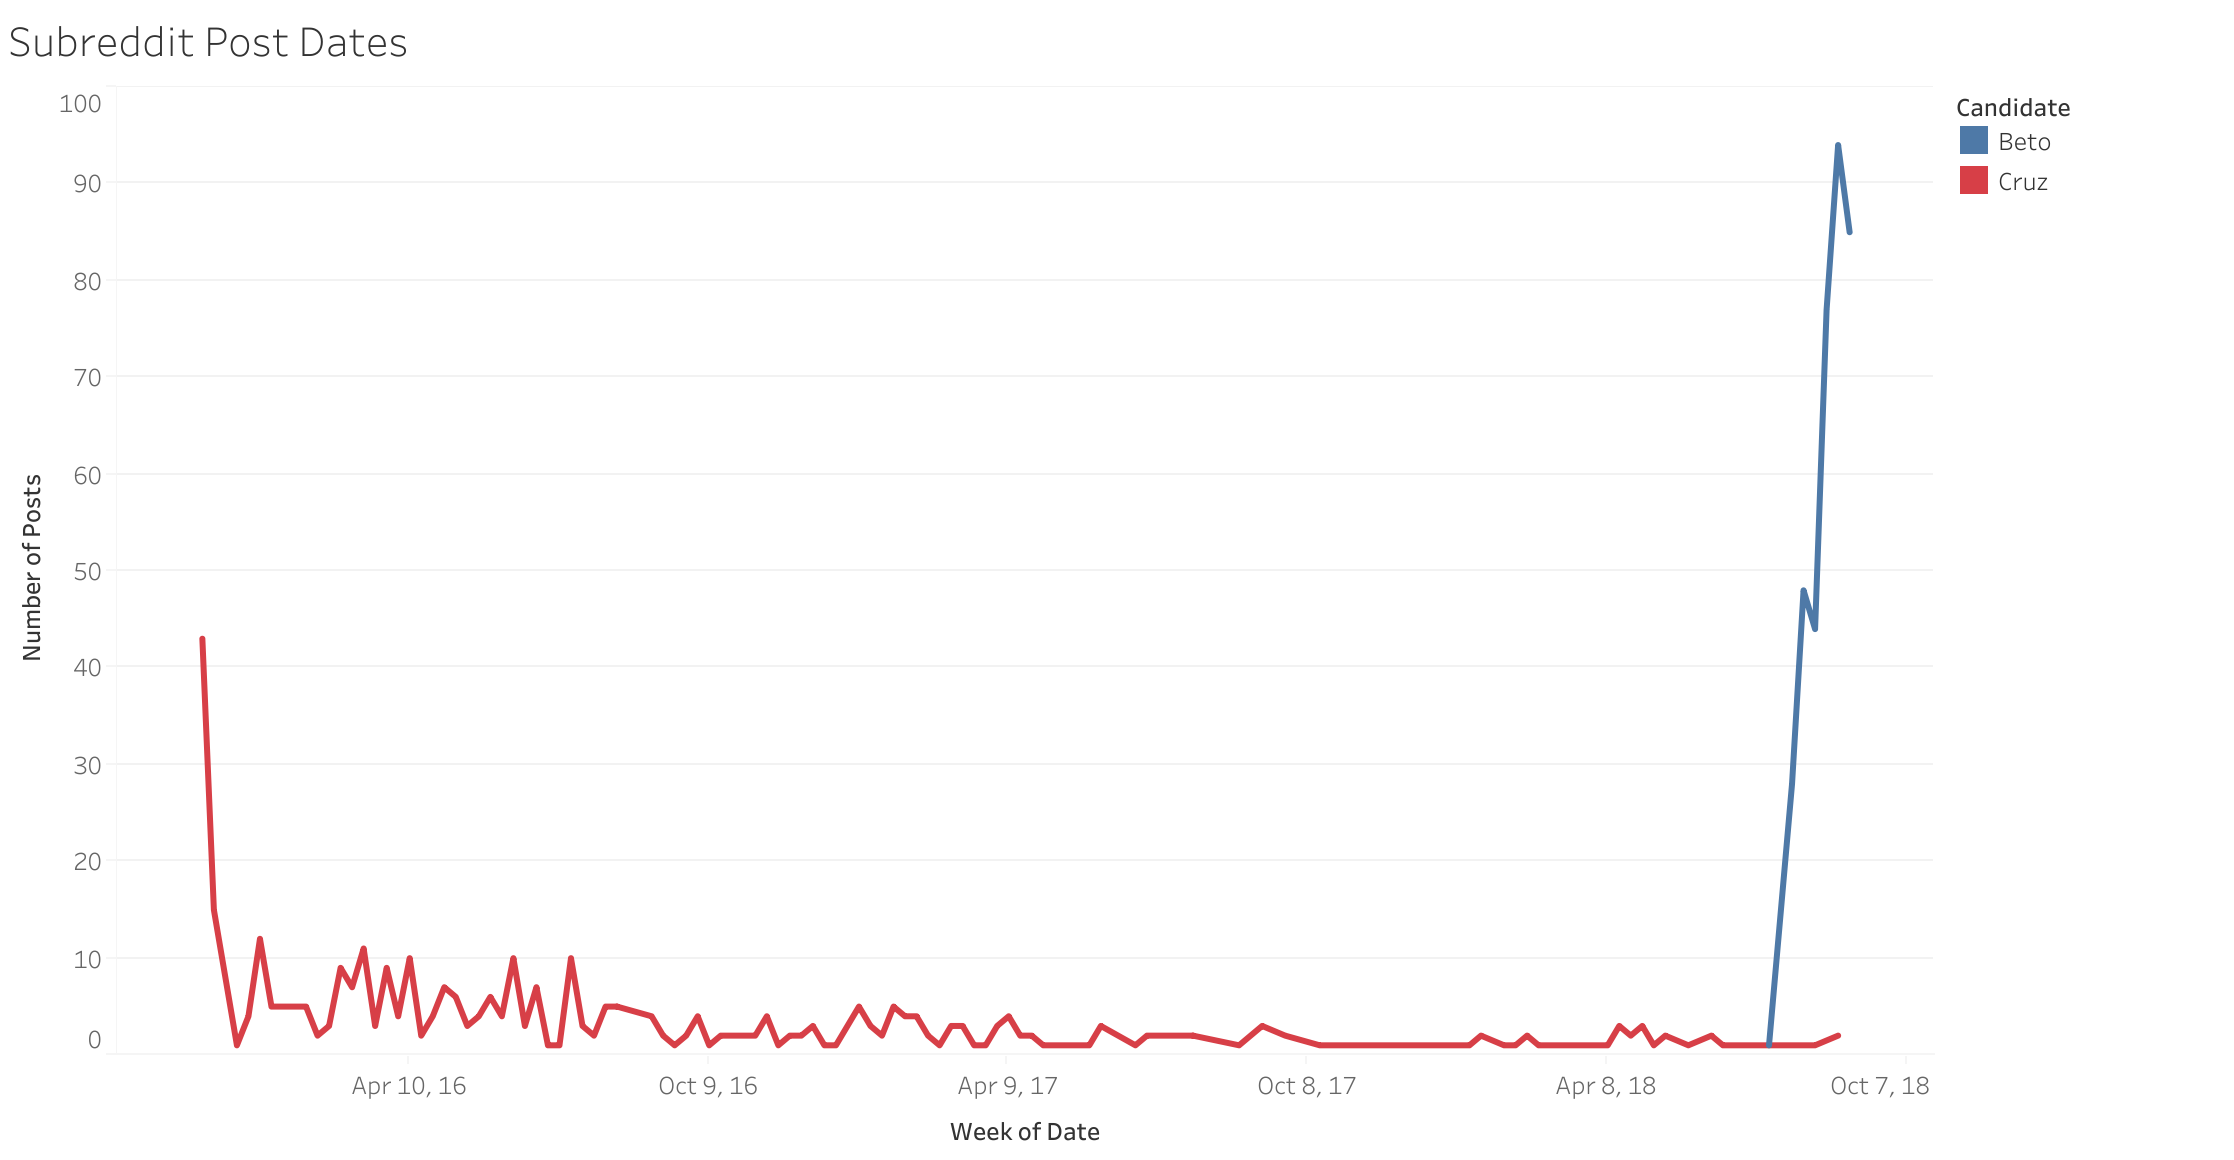 Subreddit Post Dates
100
90
80
70
60
50
40
30
20
10
0
Number of Posts
Apr 10, 16
Oct 9, 16
Apr 9, 17
Oct 8, 17
Apr 8, 18
Oct 7, 18
Week of Date
Candidate
Beto
Cruz